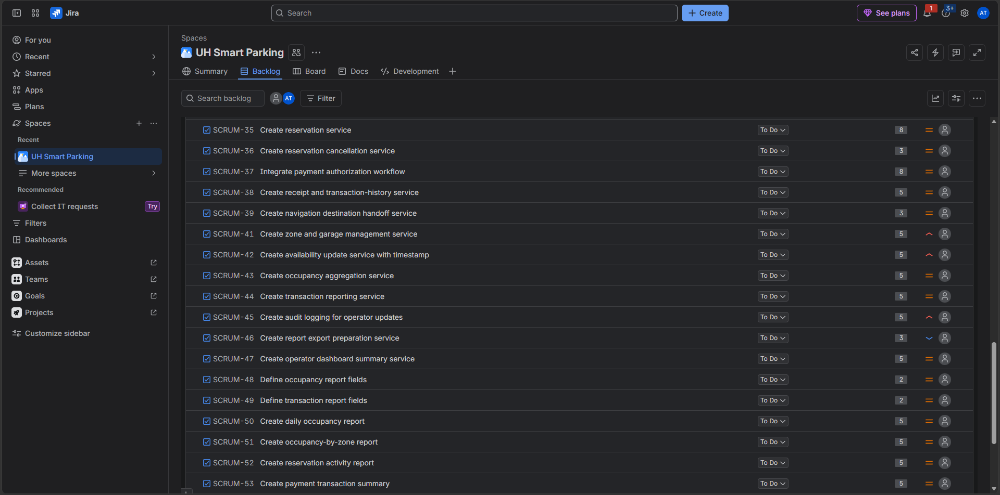 Jira
Search
Create
See plans
1
3+
AT
For you
Recent
Starred
Apps
Plans
Spaces
Recent
UH Smart Parking
More spaces
Recommended
Collect IT requests
Try
Filters
Dashboards
Assets
Teams
Goals
Projects
Customize sidebar
Spaces
UH Smart Parking
Summary
Backlog
Board
Docs
Development
Search backlog
AT
Filter
SCRUM-35 Create reservation service To Do 8
SCRUM-36 Create reservation cancellation service To Do 3
SCRUM-37 Integrate payment authorization workflow To Do 8
SCRUM-38 Create receipt and transaction-history service To Do 5
SCRUM-39 Create navigation destination handoff service To Do 3
SCRUM-41 Create zone and garage management service To Do 5
SCRUM-42 Create availability update service with timestamp To Do 5
SCRUM-43 Create occupancy aggregation service To Do 5
SCRUM-44 Create transaction reporting service To Do 5
SCRUM-45 Create audit logging for operator updates To Do 5
SCRUM-46 Create report export preparation service To Do 3
SCRUM-47 Create operator dashboard summary service To Do 5
SCRUM-48 Define occupancy report fields To Do 2
SCRUM-49 Define transaction report fields To Do 2
SCRUM-50 Create daily occupancy report To Do 5
SCRUM-51 Create occupancy-by-zone report To Do 5
SCRUM-52 Create reservation activity report To Do 5
SCRUM-53 Create payment transaction summary To Do 5